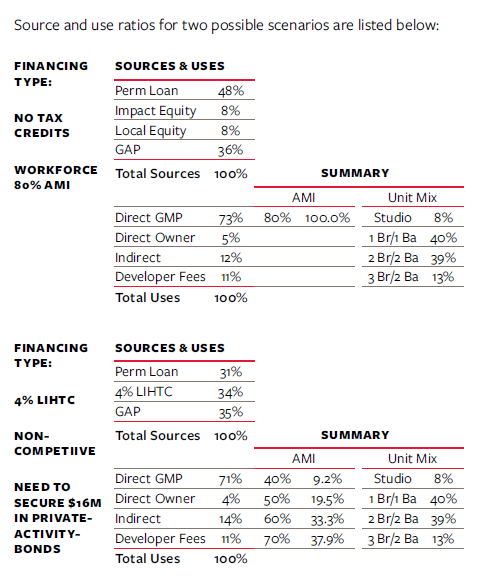 Source and use ratios for two possible scenarios are listed below:
FINANCING TYPE:
NO TAX CREDITS
WORKFORCE 80% AMI
SOURCES & USES
Perm Loan 48%
Impact Equity 8%
Local Equity 8%
GAP 36%
Total Sources 100%
SUMMARY
AMI Unit Mix
Direct GMP 73% 80% 100.0% Studio 8%
Direct Owner 5% 1 Br/1 Ba 40%
Indirect 12% 2 Br/2 Ba 39%
Developer Fees 11% 3 Br/2 Ba 13%
Total Uses 100%
FINANCING TYPE:
4% LIHTC
NON-COMPETIIVE
NEED TO SECURE $16M IN PRIVATE-ACTIVITY-BONDS
SOURCES & USES
Perm Loan 31%
4% LIHTC 34%
GAP 35%
Total Sources 100%
SUMMARY
AMI Unit Mix
Direct GMP 71% 40% 9.2% Studio 8%
Direct Owner 4% 50% 19.5% 1 Br/1 Ba 40%
Indirect 14% 60% 33.3% 2 Br/2 Ba 39%
Developer Fees 11% 70% 37.9% 3 Br/2 Ba 13%
Total Uses 100%